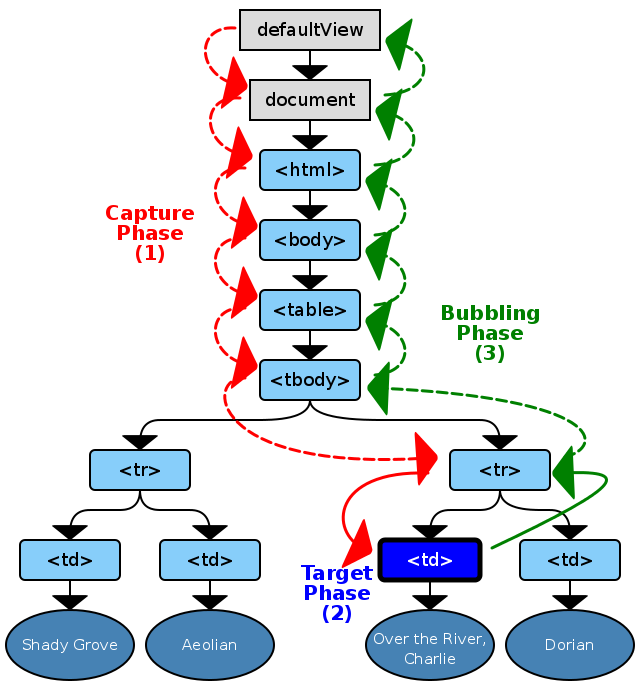 defaultView
document
<html>
Capture
Phase
(1)
<body>
<table>
Bubbling
Phase
(3)
<tbody>
<tr>
<tr>
<td>
<td>
<td>
<td>
Target
Phase
(2)
Shady Grove
Aeolian
Over the River,
Charlie
Dorian